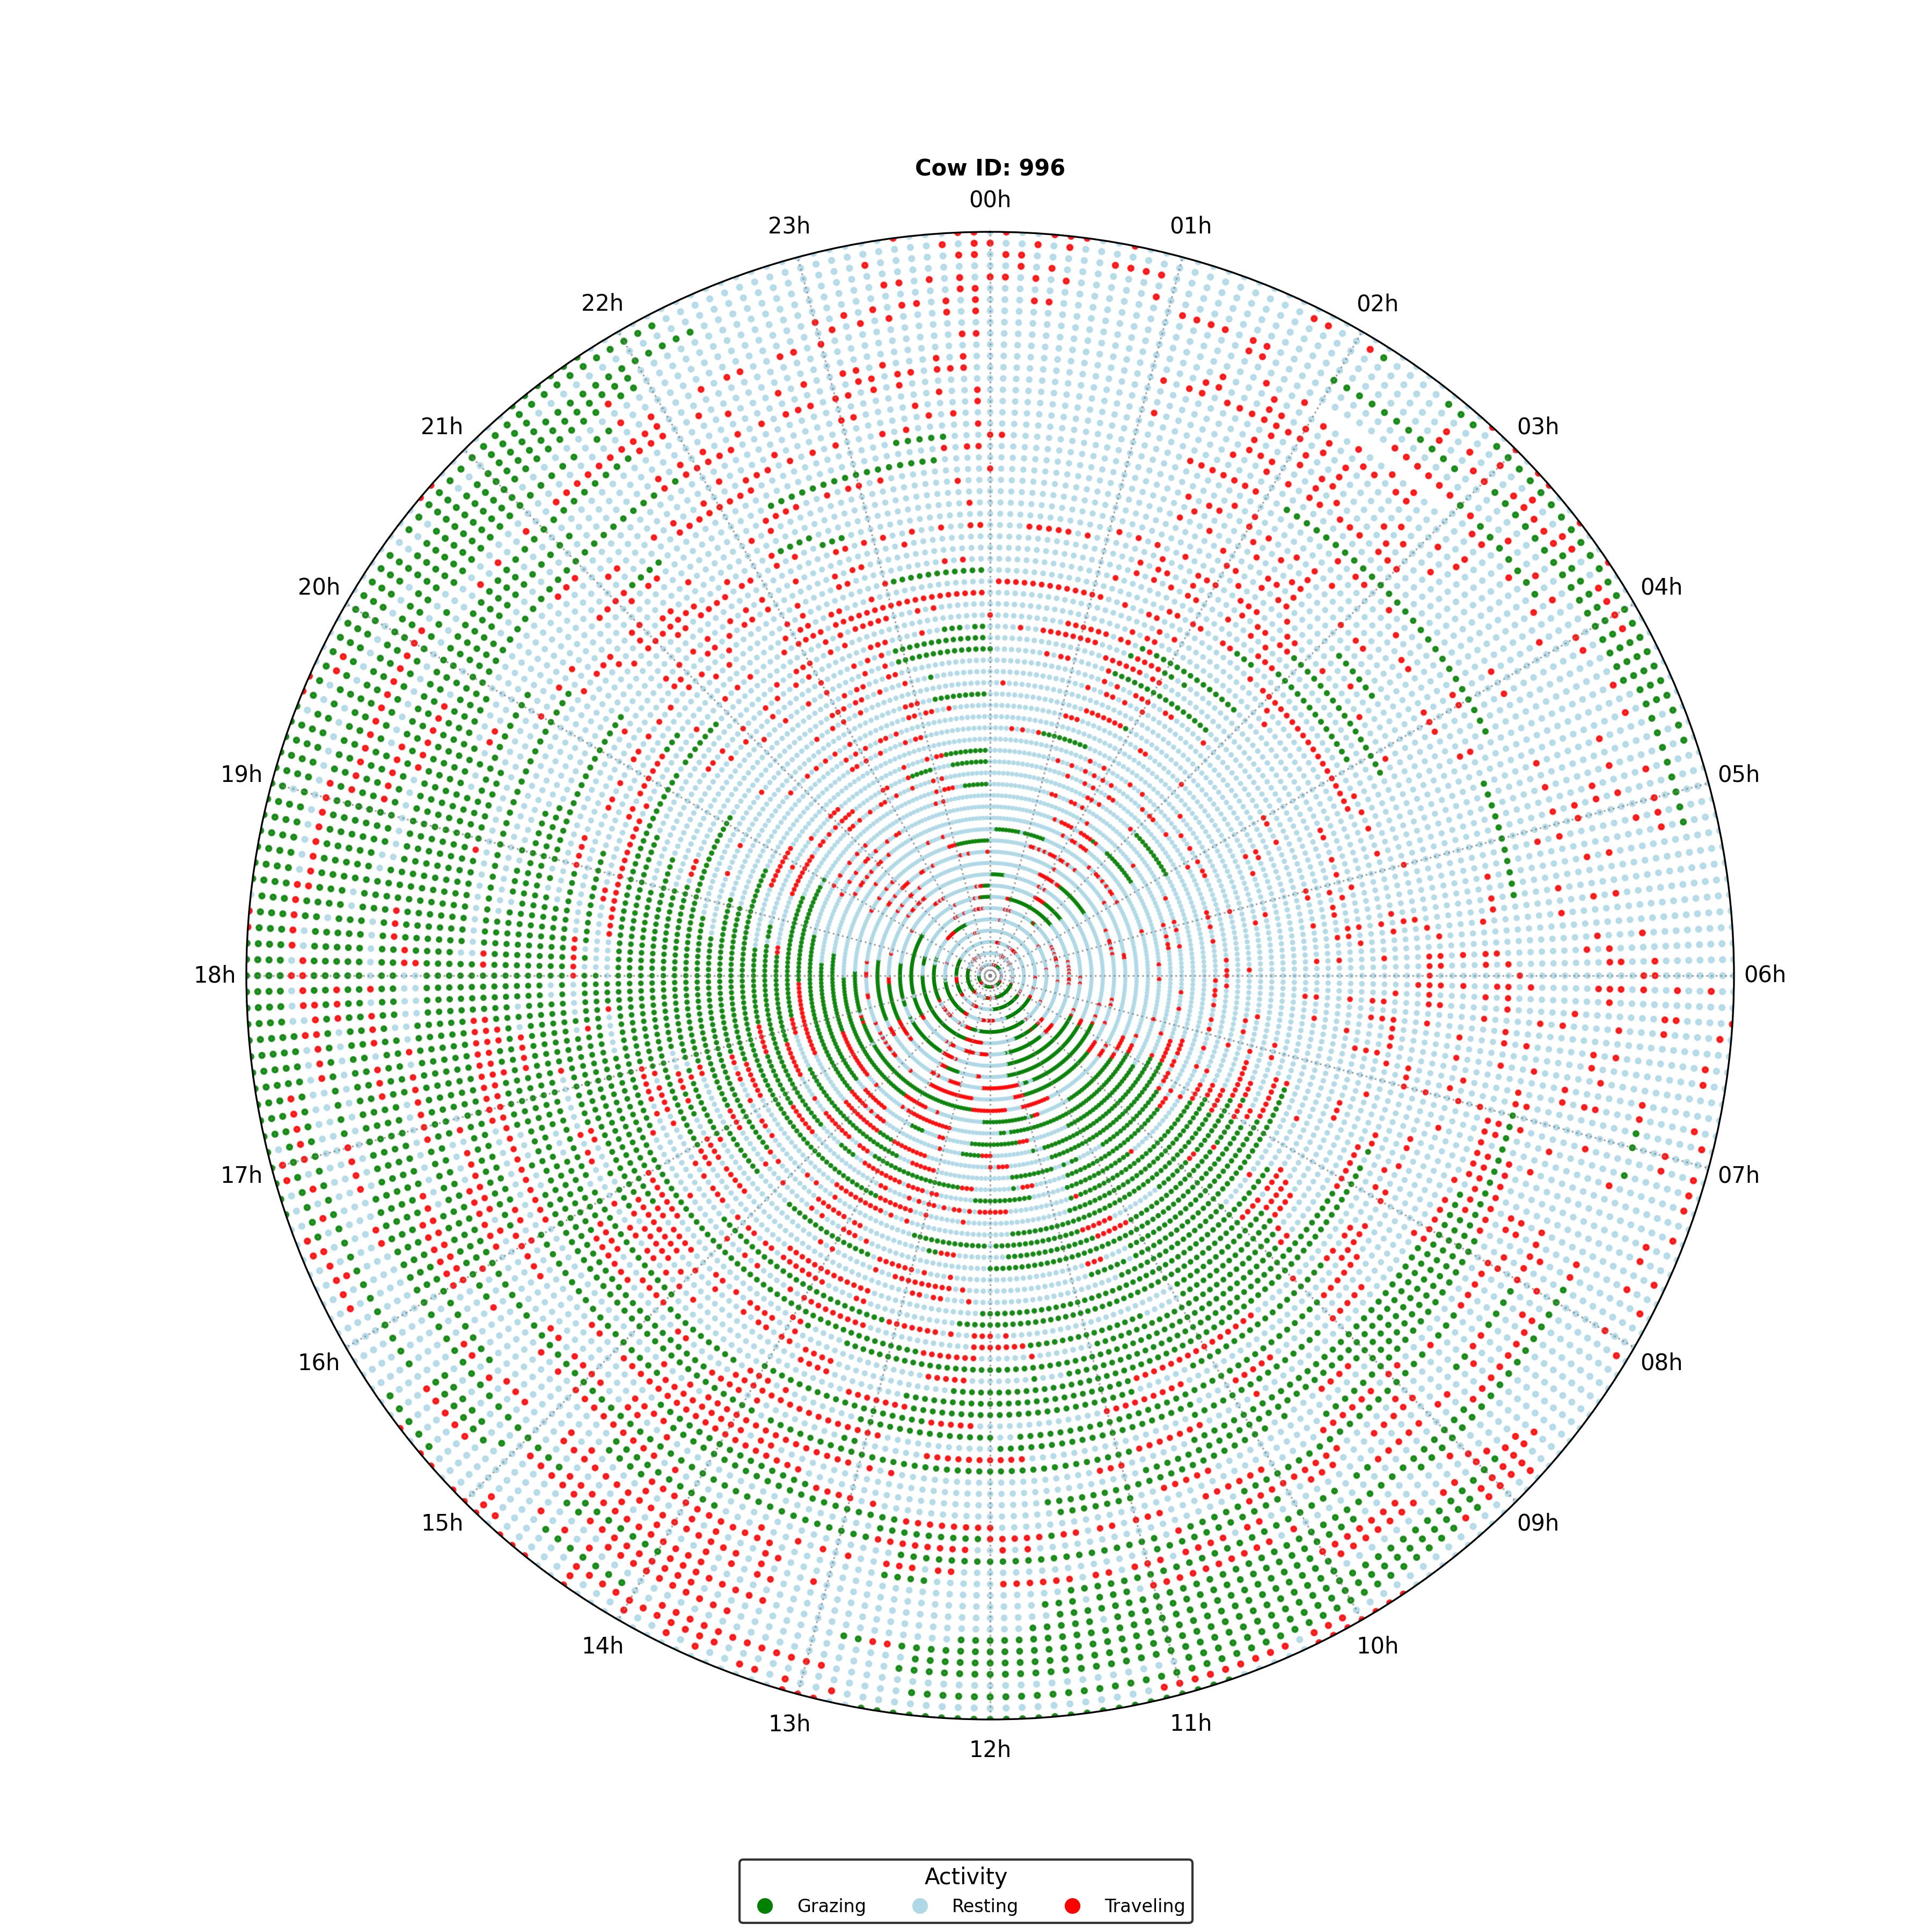 Cow ID: 996
00h
23h
01h
22h
02h
21h
03h
20h
04h
19h
05h
18h
06h
17h
07h
16h
08h
15h
09h
14h
10h
13h
11h
12h
Activity
Grazing Resting Traveling